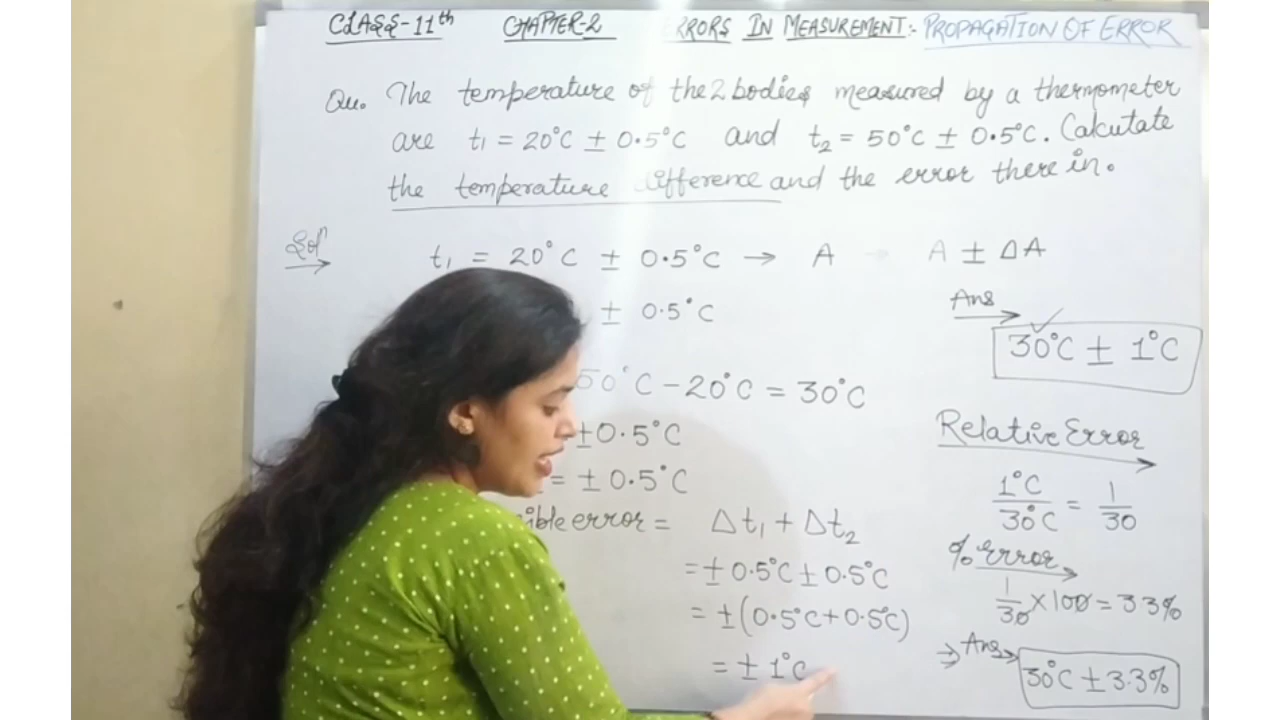 CLASS-11th CHAPTER-2 ERRORS IN MEASUREMENT:- PROPAGATION OF ERROR
Qu. The temperature of the 2 bodies measured by a thermometer
are t₁ = 20°C ± 0.5°C and t₂ = 50°C ± 0.5°C. Calcutate
the temperature difference and the error there in.
Solⁿ t₁ = 20°C ± 0.5°C → A A ± ΔA
± 0.5°C
Ans
30°C ± 1°C
50°C - 20°C = 30°C
±0.5°C
= ±0.5°C
error = Δt₁ + Δt₂
= ±0.5°C ± 0.5°C
= ±(0.5°C + 0.5°C)
= ± 1°C
Relative Error
1°C/30°C = 1/30
% error
1/30 × 100 = 3.3%
⇒ Ans
30°C ± 3.3%